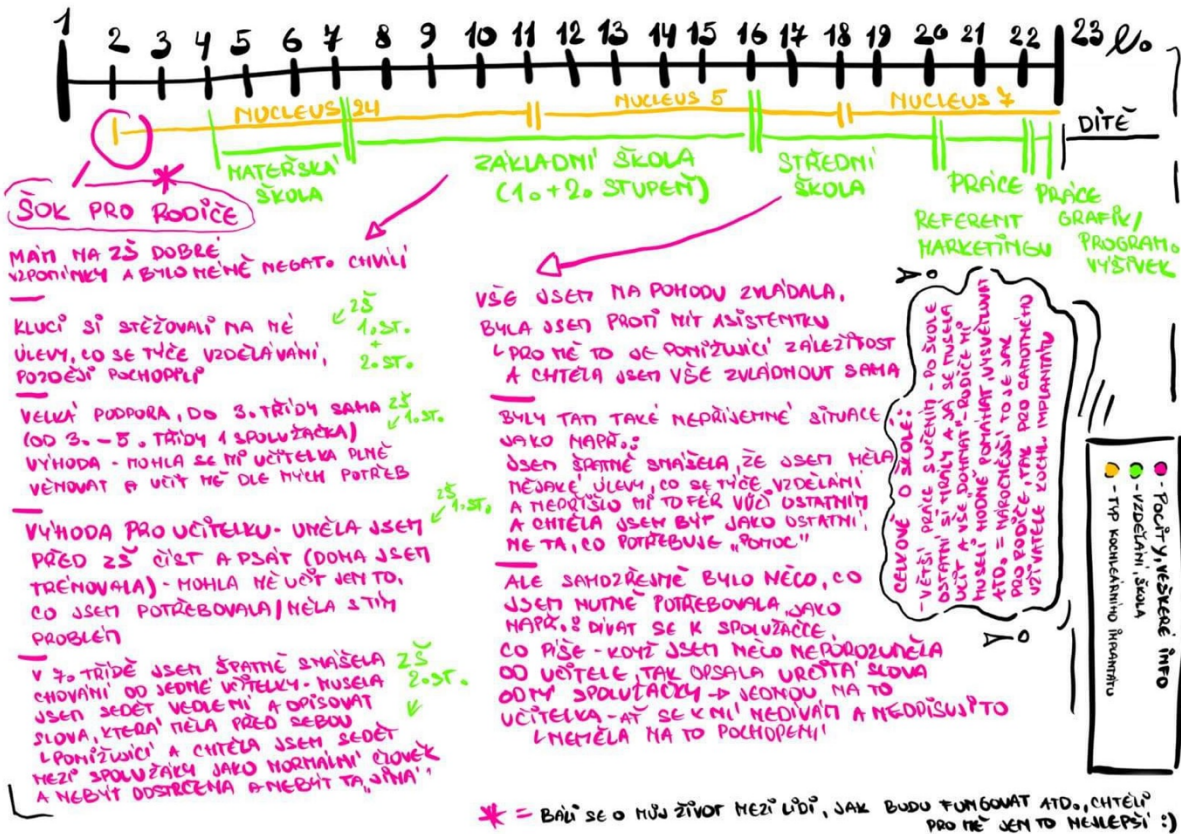 1 2 3 4 5 6 7 8 9 10 11 12 13 14 15 16 17 18 19 20 21 22 23 l.
NUCLEUS 24
NUCLEUS 5
NUCLEUS 7
DÍTĚ
MATEŘSKÁ
ŠKOLA
ZÁKLADNÍ ŠKOLA
(1. + 2. STUPEŇ)
STŘEDNÍ
ŠKOLA
PRÁCE
REFERENT
MARKETINGU
PRÁCE
GRAFIK/
PROGRAM.
VÝŠIVEK
ŠOK PRO RODIČE
MÁM NA ZŠ DOBRÉ
VZPOMÍNKY A BYLO MÉNĚ NEGAT. CHVILÍ
KLUCI SI STĚŽOVALI NA MÉ
ÚLEVY, CO SE TÝČE VZDĚLÁVÁNÍ,
POZDĚJI POCHOPILI
ZŠ
1. ST.
+
2. ST.
VELKÁ PODPORA, DO 3. TŘÍDY SAMA
(OD 3. - 5. TŘÍDY 1 SPOLUŽAČKA)
VÝHODA - MOHLA SE MI UČITELKA PLNĚ
VĚNOVAT A UČIT MĚ DLE MÝCH POTŘEB
ZŠ
1. ST.
VÝHODA PRO UČITELKU - UMĚLA JSEM
PŘED ZŠ ČÍST A PSÁT (DOMA JSEM
TRÉNOVALA) - MOHLA MĚ UČIT JEN TO,
CO JSEM POTŘEBOVALA / MĚLA S TÍM
PROBLÉM
ZŠ
1. ST.
V 7. TŘÍDĚ JSEM ŠPATNĚ SNÁŠELA
CHOVÁNÍ OD JEDNÉ UČITELKY - MUSELA
JSEM SEDĚT VEDLE NÍ A OPISOVAT
SLOVA, KTERÁ MĚLA PŘED SEBOU
PONIŽUJÍCÍ A CHTĚLA JSEM SEDĚT
MEZI SPOLUŽÁKY JAKO NORMÁLNÍ ČLOVĚK
A NEBÝT ODSTRČENA A NEBÝT TA „JINÁ"
ZŠ
2. ST.
VŠE JSEM NA POHODU ZVLÁDALA,
BYLA JSEM PROTI MÍT ASISTENTKU
PRO MĚ TO JE PONIŽUJÍCÍ ZÁLEŽITOST
A CHTĚLA JSEM VŠE ZVLÁDNOUT SAMA
BYLY TAM TAKÉ NEPŘÍJEMNÉ SITUACE
JAKO NAPŘ.:
JSEM ŠPATNĚ SNÁŠELA, ŽE JSEM MĚLA
NĚJAKÉ ÚLEVY, CO SE TÝČE VZDĚLÁNÍ
A NEPŘIŠLO MI TO FÉR VŮČI OSTATNÍM
A CHTĚLA JSEM BÝT JAKO OSTATNÍ,
NE TA, CO POTŘEBUJE „POMOC"
ALE SAMOZŘEJMĚ BYLO NĚCO, CO
JSEM NUTNĚ POTŘEBOVALA, JAKO
NAPŘ.: DÍVAT SE K SPOLUŽAČCE,
CO PÍŠE - KDYŽ JSEM NĚCO NEPOROZUMĚLA
OD UČITELE, TAK OPSALA URČITÁ SLOVA
OD MÝ SPOLUŽAČKY → JEDNOU NA TO
UČITELKA - AŤ SE K NÍ NEDÍVÁM A NEOPISUJI TO
NEMĚLA NA TO POCHOPENÍ
CELKOVĚ O ŠKOLE:
- VĚTŠÍ PRÁCE S UČENÍM - PO ŠKOLE
OSTATNÍ SI HRÁLY A JÁ SE MUSELA
UČIT A VŠE „DOHNAT" - RODIČE MI
MUSELI HODNĚ POMÁHAT, VYSVĚTLOVAT
ATD. = NÁROČNĚJŠÍ TO JE JAK
PRO RODIČE, TAK PRO SAMOTNÉHO
UŽIVATELE KOCHL. IMPLANTÁTU
- POCITY, VEŠKERÉ INFO
- VZDĚLÁNÍ, ŠKOLA
- TYP KOCHLEÁRNÍHO IMPLANTÁTU
* = BÁLI SE O MŮJ ŽIVOT MEZI LIDI, JAK BUDU FUNGOVAT ATD., CHTĚLI
PRO MĚ JEN TO NEJLEPŠÍ :)